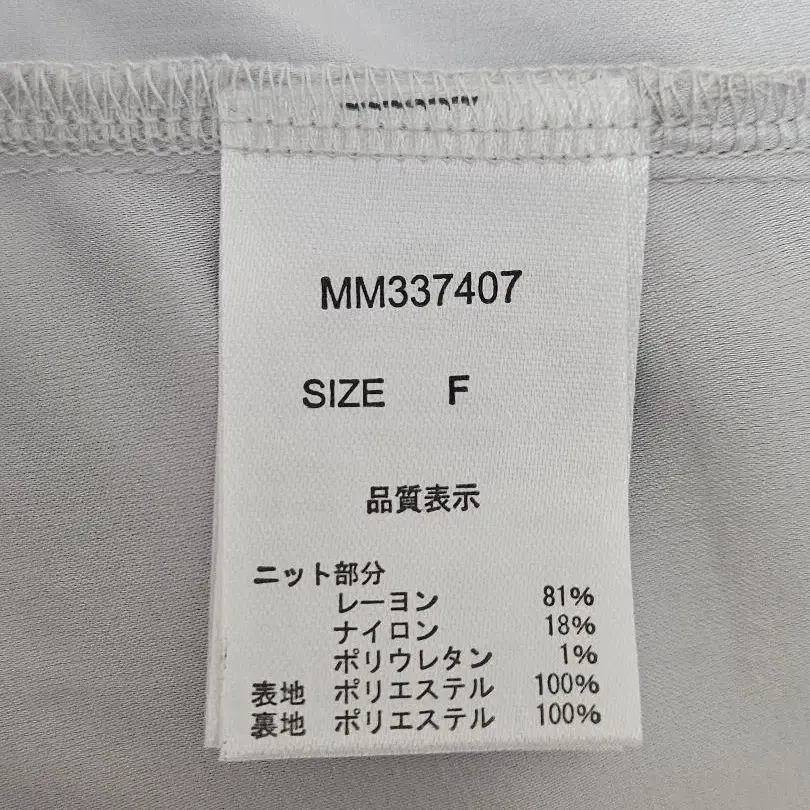 MM337407
SIZE F
品質表示
ニット部分
レーヨン 81%
ナイロン 18%
ポリウレタン 1%
表地 ポリエステル 100%
裏地 ポリエステル 100%